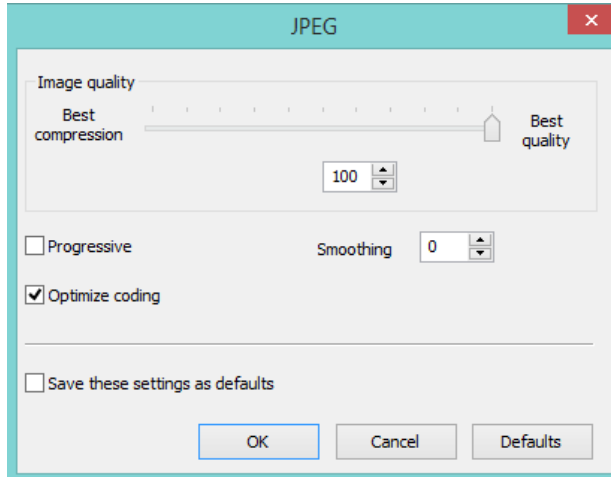 JPEG
Image quality
Best
compression
Best
quality
100
Progressive
Smoothing
0
Optimize coding
Save these settings as defaults
OK
Cancel
Defaults